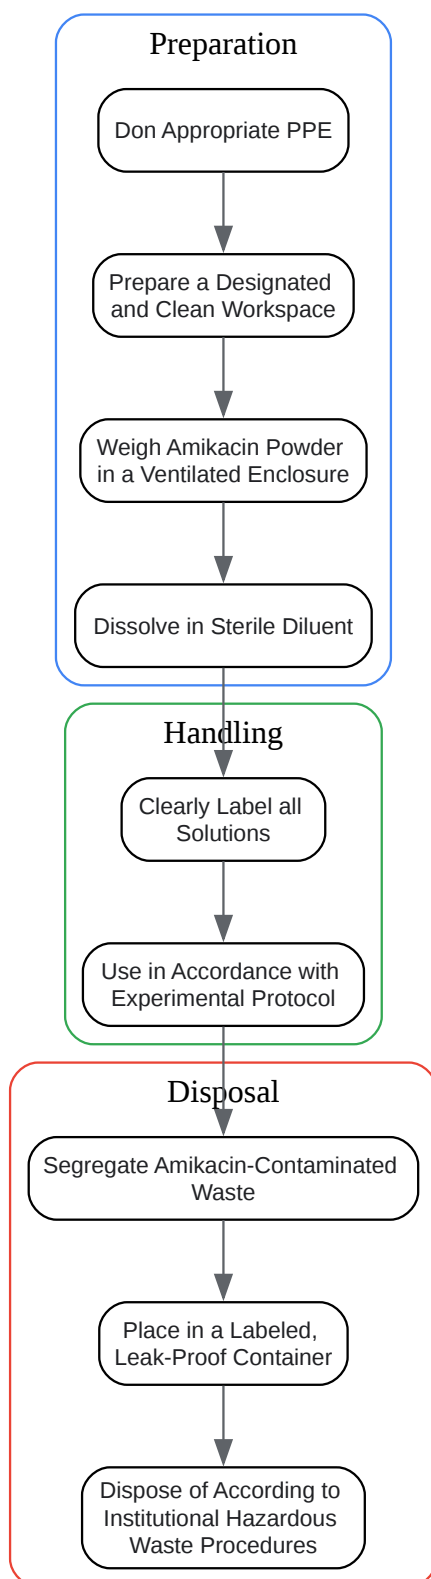 Preparation
Don Appropriate PPE
Prepare a Designated
and Clean Workspace
Weigh Amikacin Powder
in a Ventilated Enclosure
Dissolve in Sterile Diluent
Handling
Clearly Label all
Solutions
Use in Accordance with
Experimental Protocol
Disposal
Segregate Amikacin-Contaminated
Waste
Place in a Labeled,
Leak-Proof Container
Dispose of According to
Institutional Hazardous
Waste Procedures